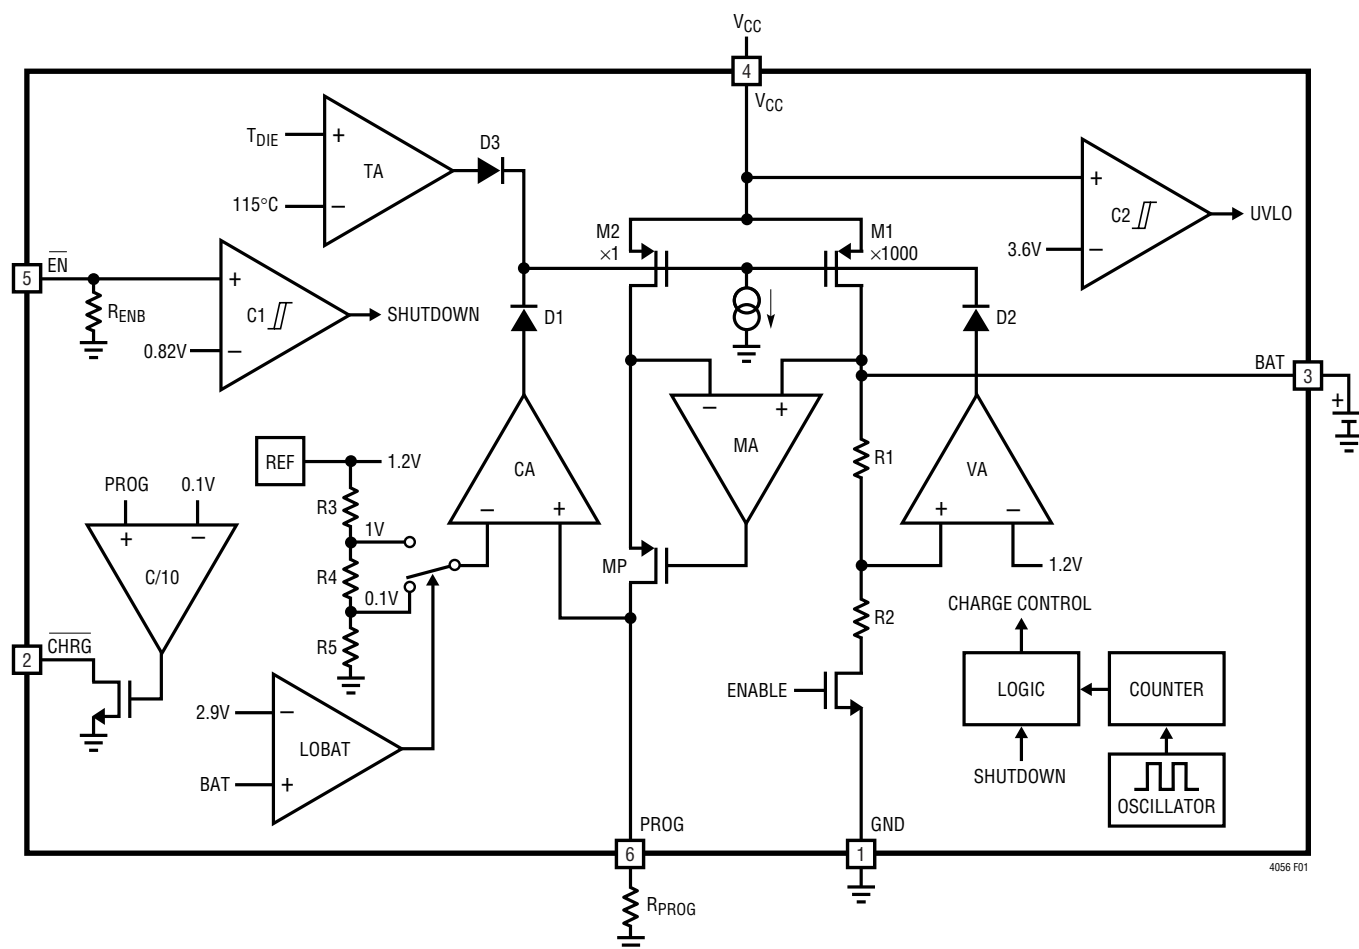 VCC
4
VCC
TDIE
+
TA
115°C
−
D3
+
C2
UVLO
3.6V
−
M2
×1
M1
×1000
5
EN
RENB
+
C1
SHUTDOWN
0.82V
−
D1
D2
BAT
3
+
REF
1.2V
R3
1V
R4
0.1V
R5
CA
−
+
−
+
MA
R1
VA
+
−
1.2V
MP
R2
PROG
0.1V
+
−
C/10
2
CHRG
2.9V
−
LOBAT
BAT
+
ENABLE
CHARGE CONTROL
LOGIC
COUNTER
SHUTDOWN
OSCILLATOR
PROG
6
RPROG
GND
1
4056 F01